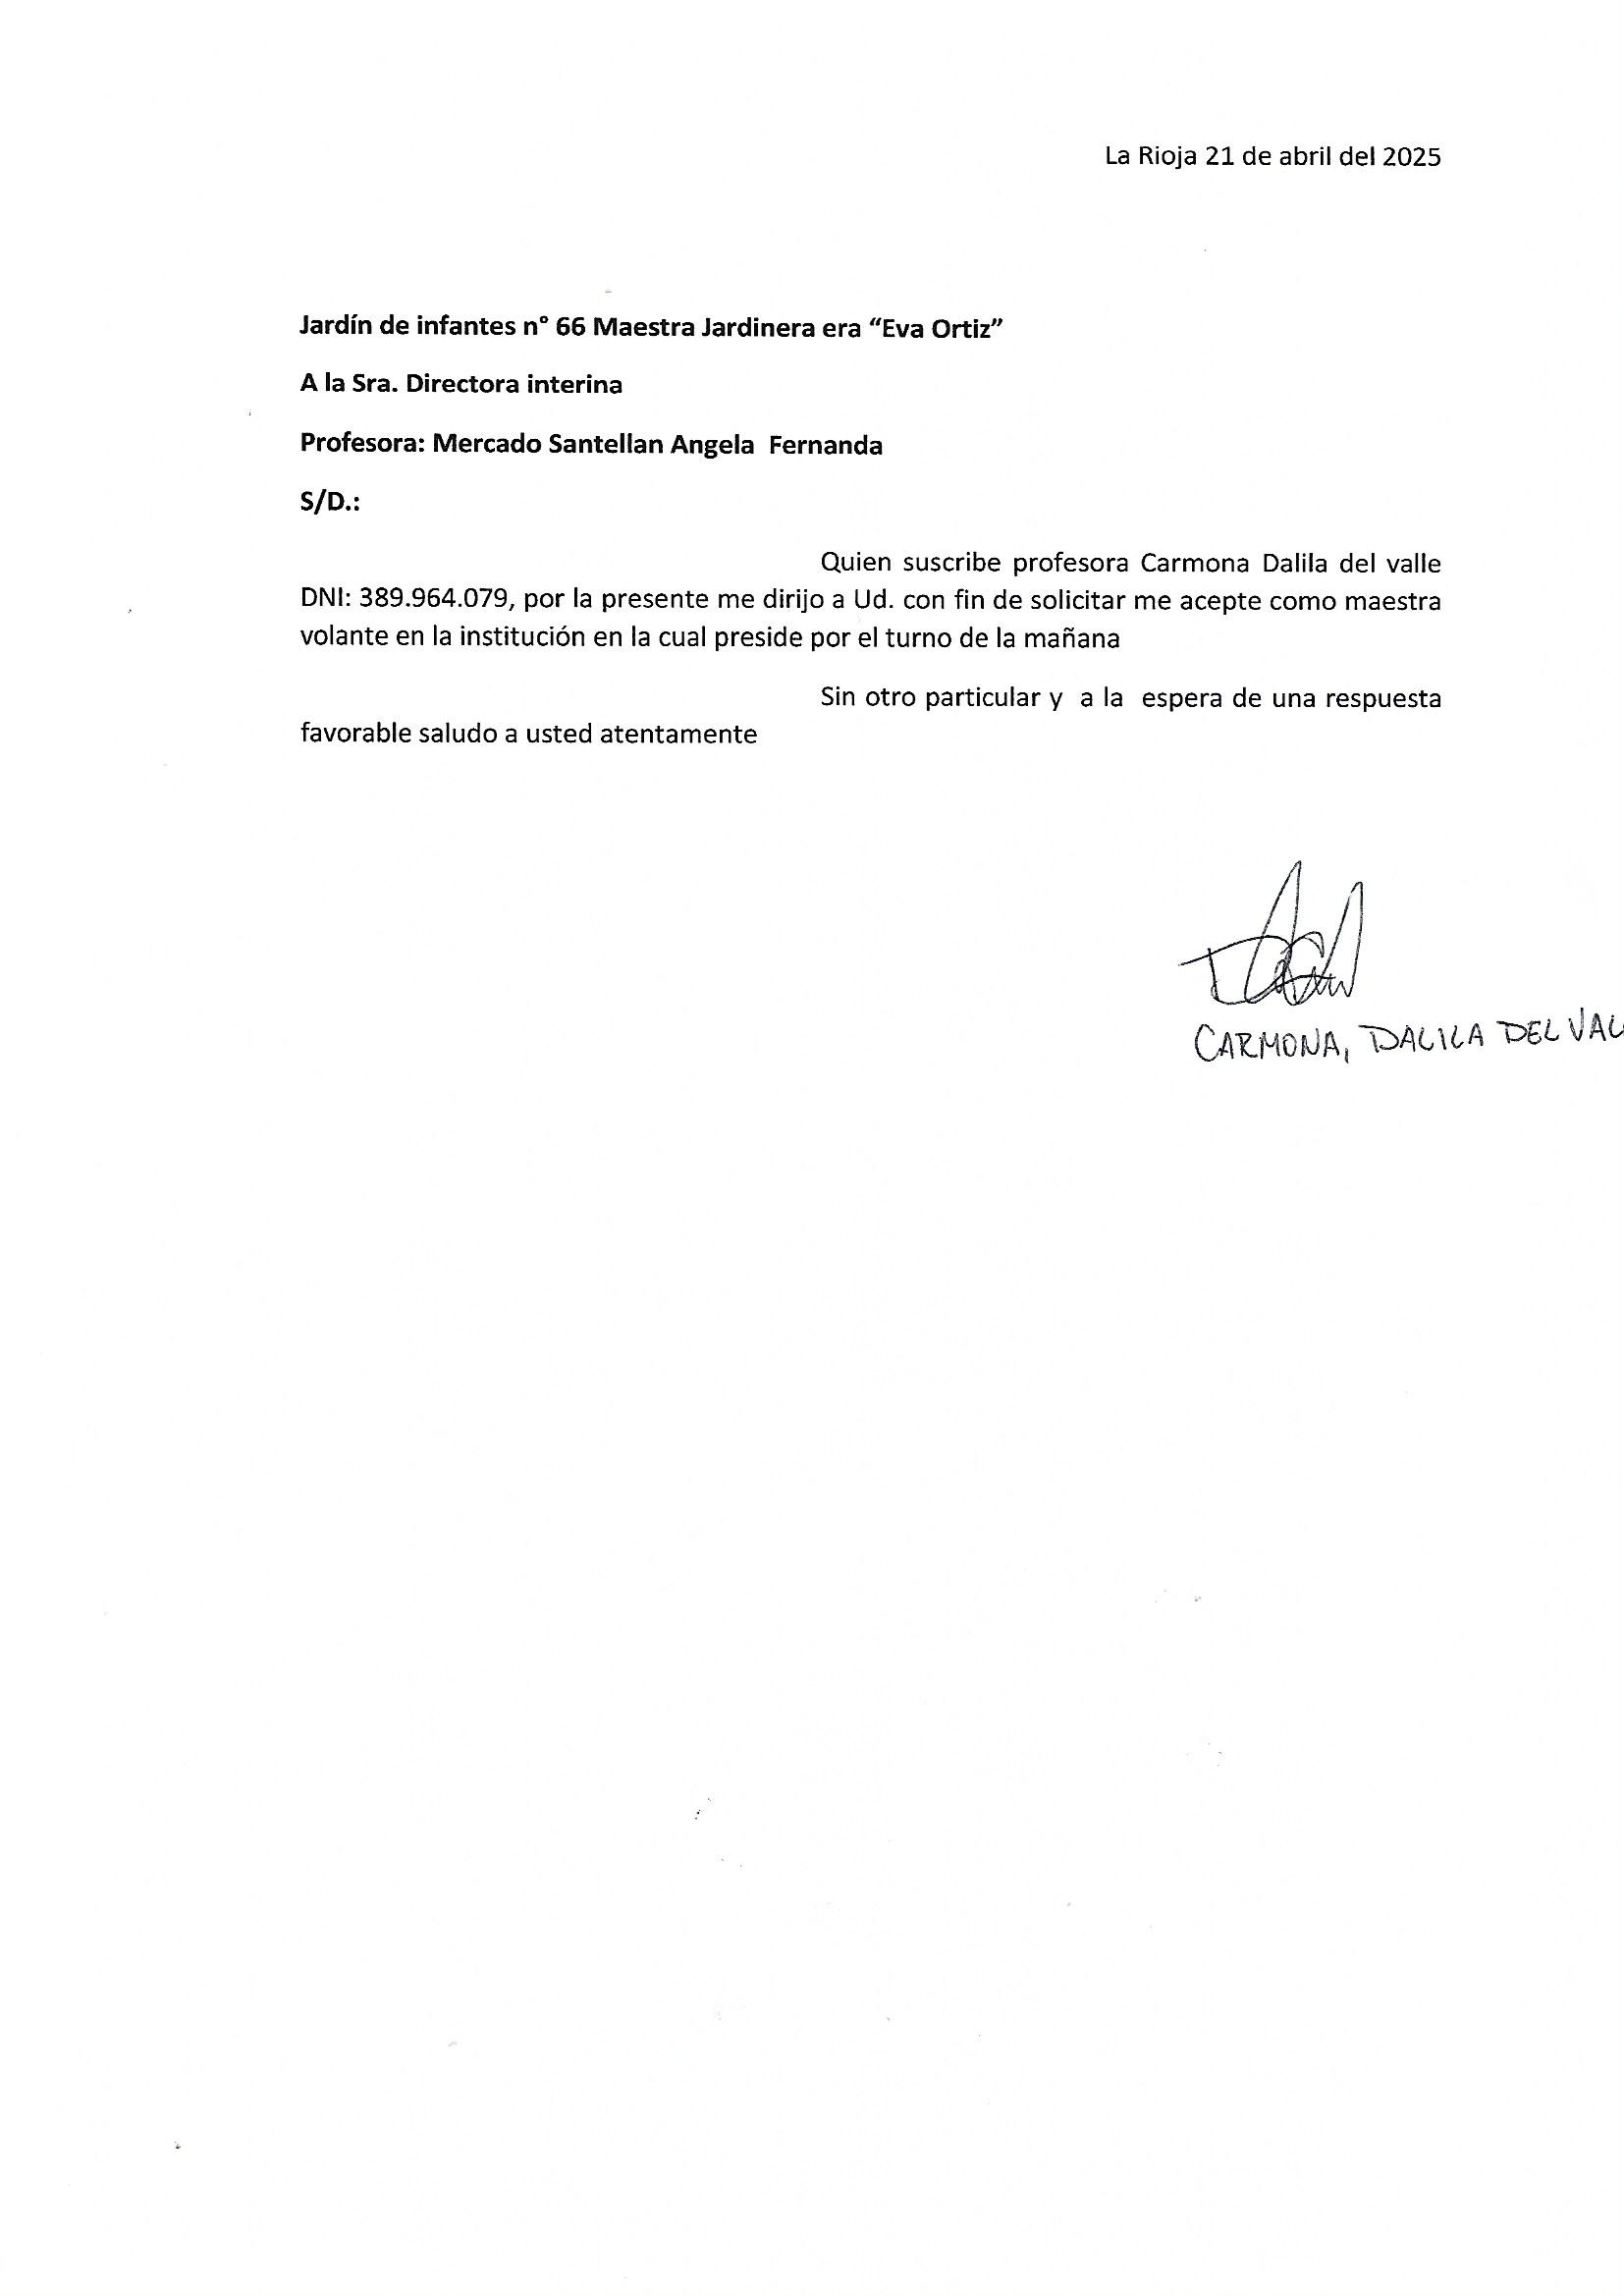 La Rioja 21 de abril del 2025
Jardín de infantes n° 66 Maestra Jardinera era “Eva Ortiz”
A la Sra. Directora interina
Profesora: Mercado Santellan Angela  Fernanda
S/D.:
Quien suscribe profesora Carmona Dalila del valle
DNI: 389.964.079, por la presente me dirijo a Ud. con fin de solicitar me acepte como maestra
volante en la institución en la cual preside por el turno de la mañana
Sin otro particular y  a la  espera de una respuesta
favorable saludo a usted atentamente
CARMONA, DALILA DEL VAL